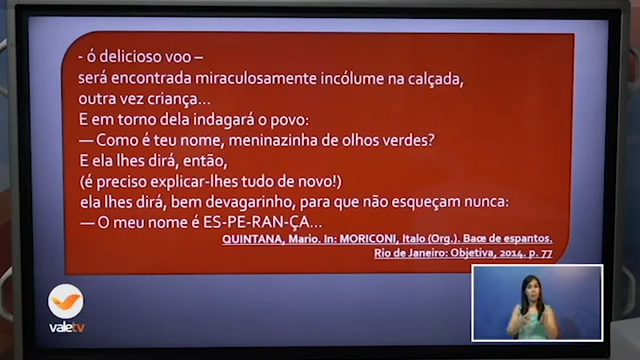 - ó delicioso voo –
será encontrada miraculosamente incólume na calçada,
outra vez criança...
E em torno dela indagará o povo:
— Como é teu nome, meninazinha de olhos verdes?
E ela lhes dirá, então,
(é preciso explicar-lhes tudo de novo!)
ela lhes dirá, bem devagarinho, para que não esqueçam nunca:
— O meu nome é ES-PE-RAN-ÇA...
QUINTANA, Mario. In: MORICONI, Italo (Org.). Baœ de espantos.
Rio de Janeiro: Objetiva, 2014. p. 77
valetv